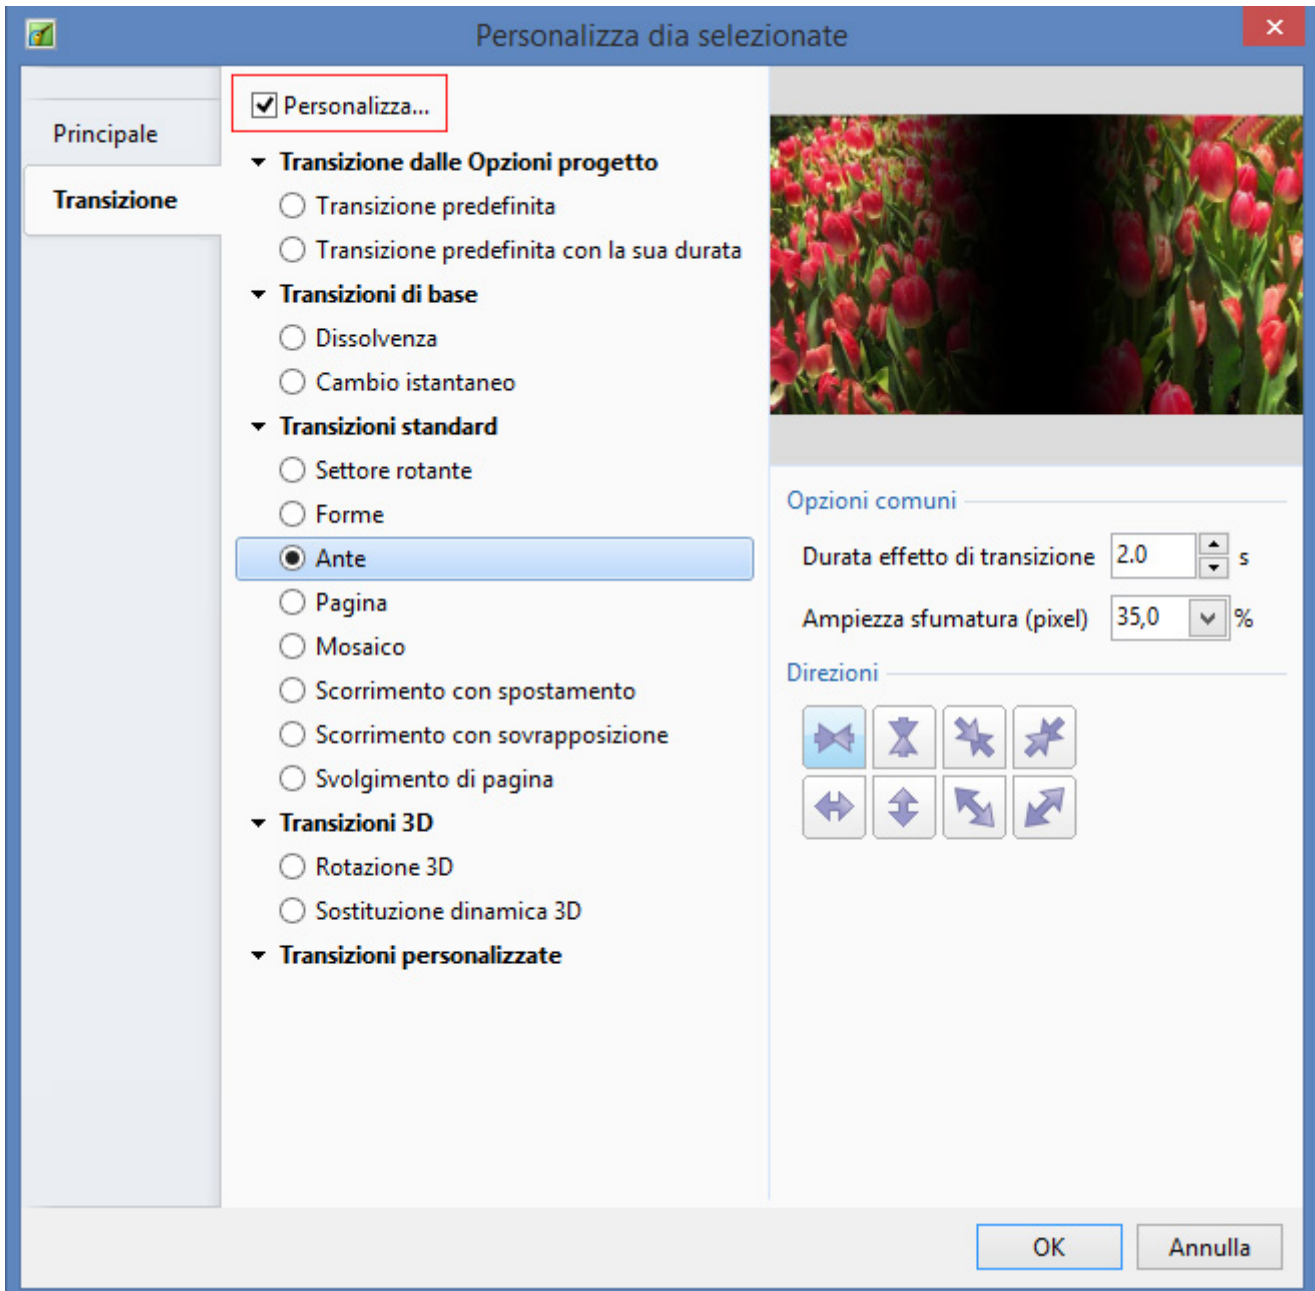 Personalizza dia selezionate
Principale
Transizione
Personalizza...
Transizione dalle Opzioni progetto
Transizione predefinita
Transizione predefinita con la sua durata
Transizioni di base
Dissolvenza
Cambio istantaneo
Transizioni standard
Settore rotante
Forme
Ante
Pagina
Mosaico
Scorrimento con spostamento
Scorrimento con sovrapposizione
Svolgimento di pagina
Transizioni 3D
Rotazione 3D
Sostituzione dinamica 3D
Transizioni personalizzate
Opzioni comuni
Durata effetto di transizione 2.0 s
Ampiezza sfumatura (pixel) 35,0 %
Direzioni
OK Annulla